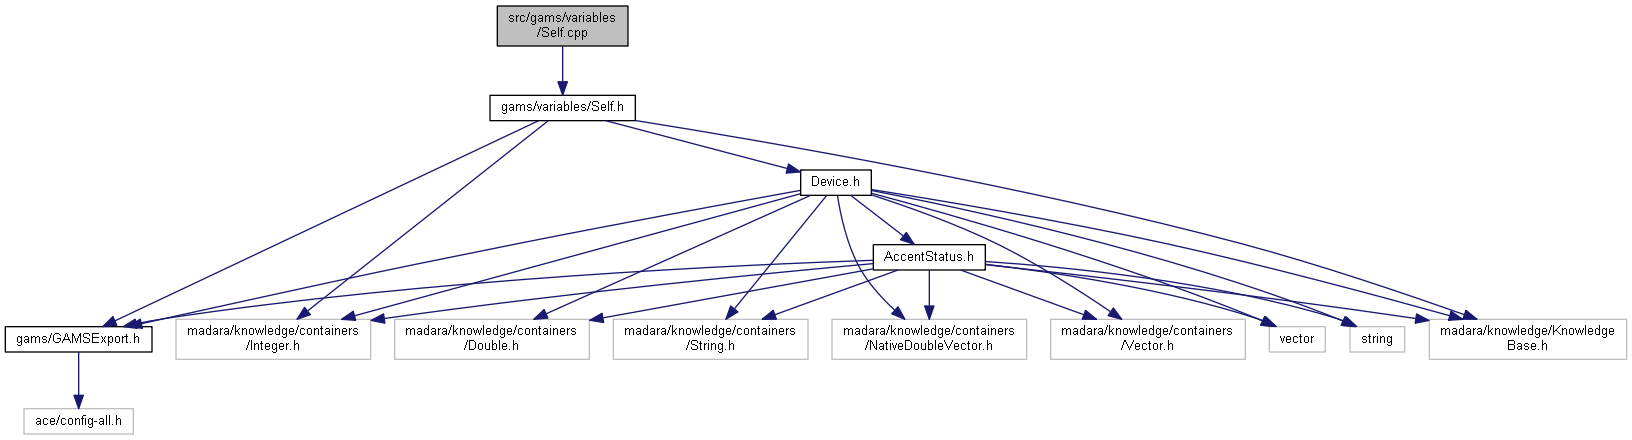 src/gams/variables
/Self.cpp
gams/variables/Self.h
Device.h
AccentStatus.h
gams/GAMSExport.h
madara/knowledge/containers
/Integer.h
madara/knowledge/containers
/Double.h
madara/knowledge/containers
/String.h
madara/knowledge/containers
/NativeDoubleVector.h
madara/knowledge/containers
/Vector.h
vector
string
madara/knowledge/Knowledge
Base.h
ace/config-all.h